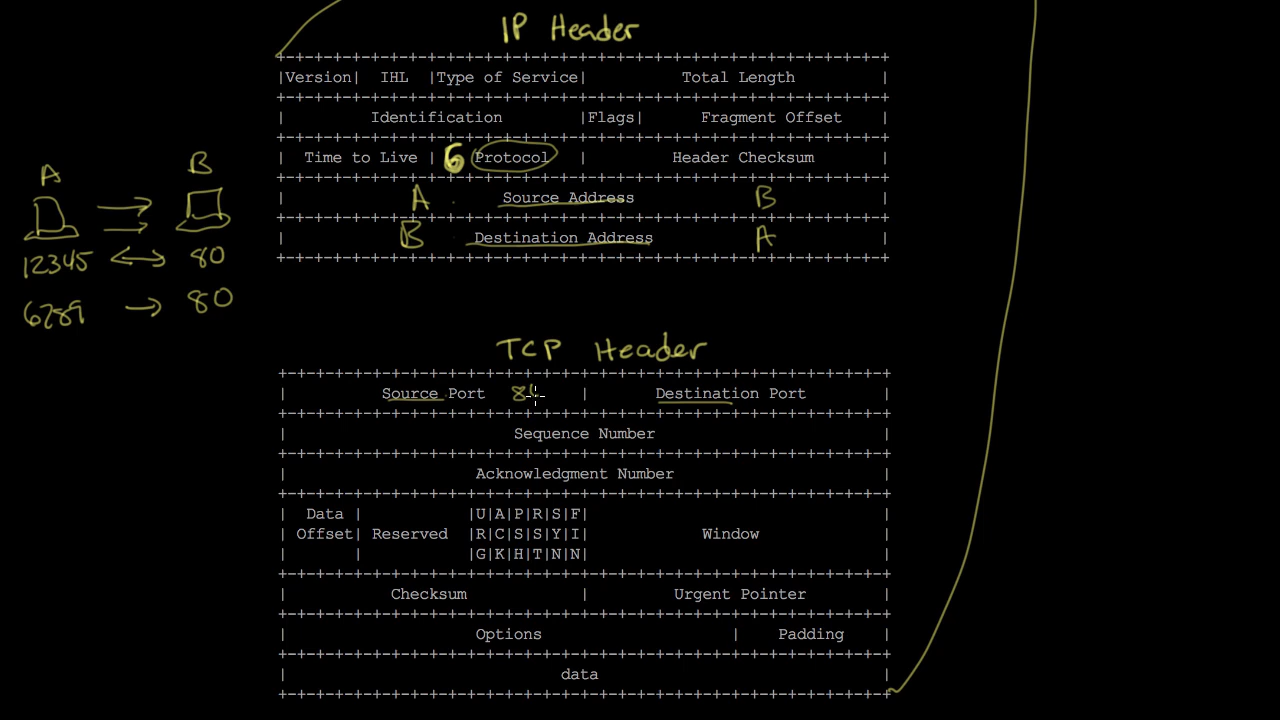 IP Header
|Version| IHL |Type of Service| Total Length |
| Identification |Flags| Fragment Offset |
| Time to Live | 6 Protocol | Header Checksum |
A B
| A Source Address B |
| B Destination Address A |
12345 80
6789 80
TCP Header
| Source Port | Destination Port |
| Sequence Number |
| Acknowledgment Number |
| Data | |U|A|P|R|S|F| |
| Offset| Reserved |R|C|S|S|Y|I| Window |
| | |G|K|H|T|N|N| |
| Checksum | Urgent Pointer |
| Options | Padding |
| data |